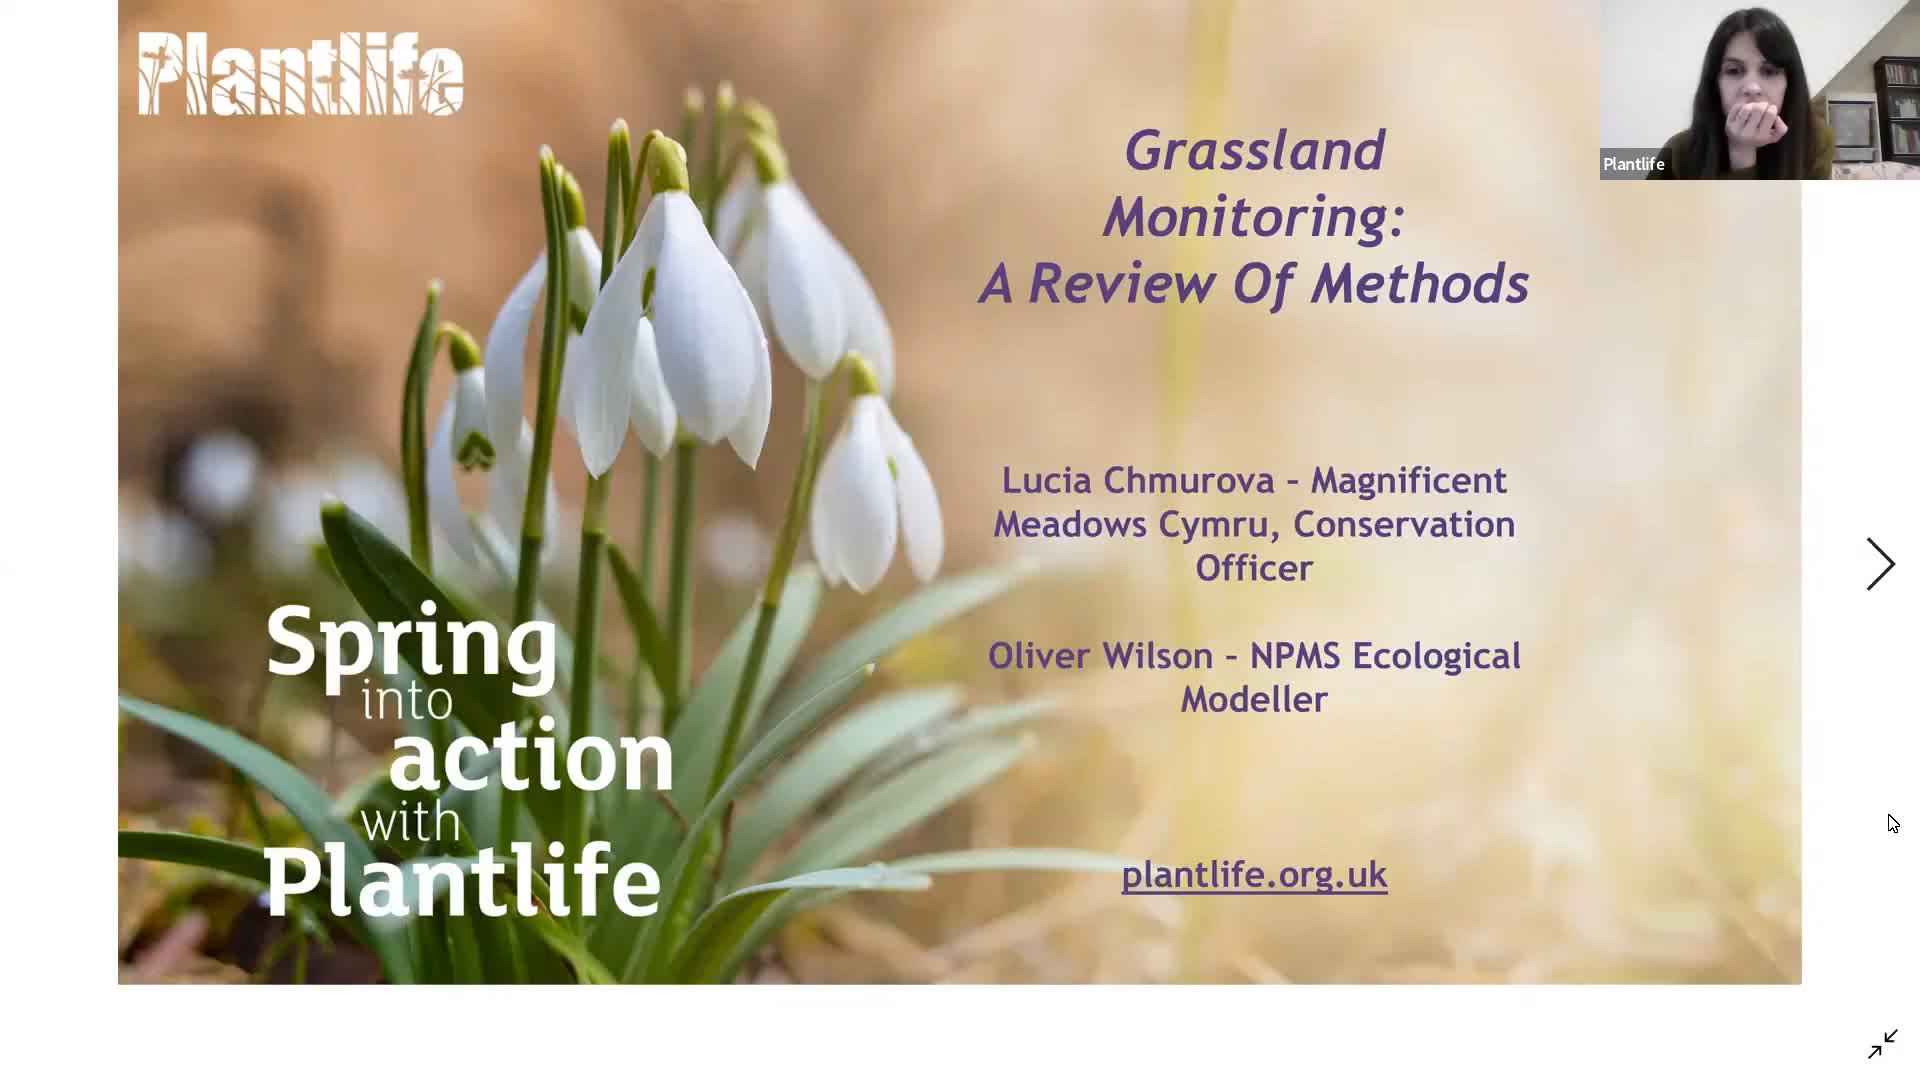 Plantlife
Grassland
Monitoring:
A Review Of Methods
Plantlife
Lucia Chmurova – Magnificent
Meadows Cymru, Conservation
Officer
Oliver Wilson – NPMS Ecological
Modeller
Spring
into
action
with
Plantlife
plantlife.org.uk